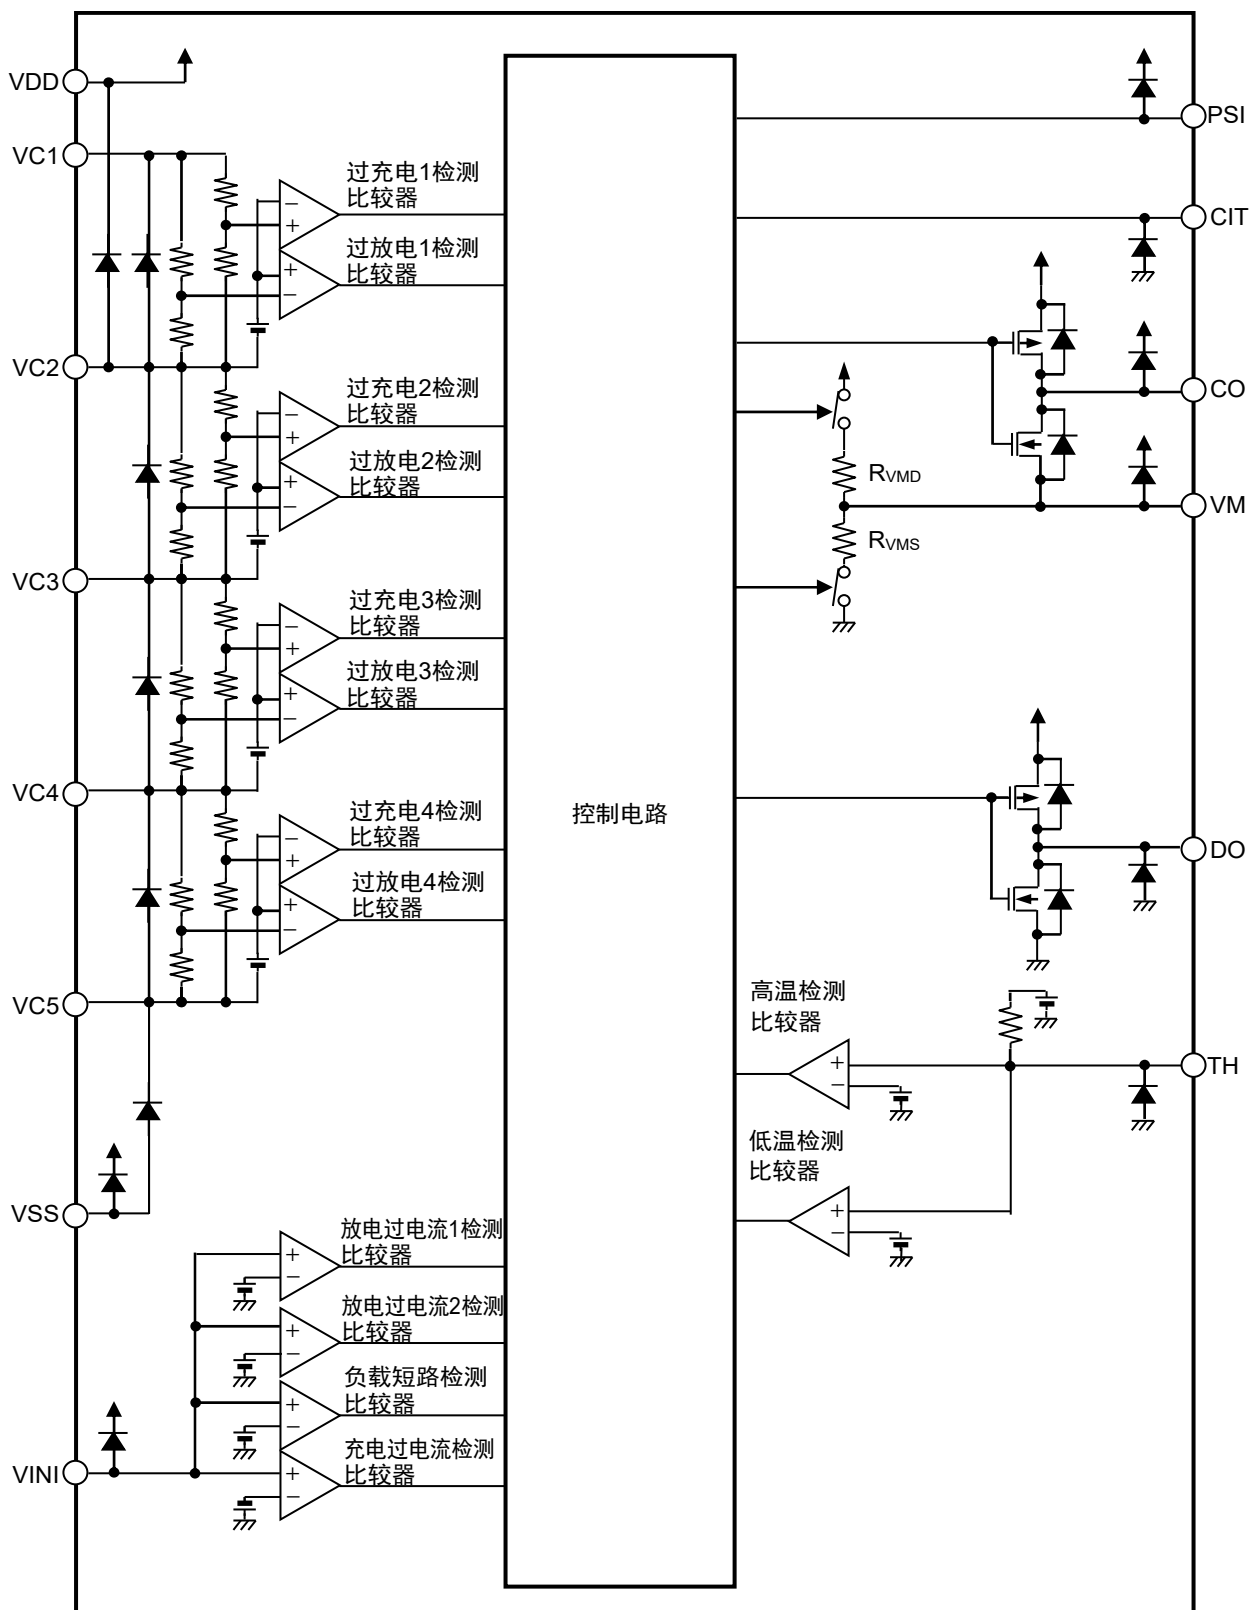 VDD
VC1
VC2
VC3
VC4
VC5
VSS
VINI
过充电1检测
比较器
过放电1检测
比较器
过充电2检测
比较器
过放电2检测
比较器
过充电3检测
比较器
过放电3检测
比较器
过充电4检测
比较器
过放电4检测
比较器
放电过电流1检测
比较器
放电过电流2检测
比较器
负载短路检测
比较器
充电过电流检测
比较器
控制电路
RVMD
RVMS
高温检测
比较器
低温检测
比较器
PSI
CIT
CO
VM
DO
TH